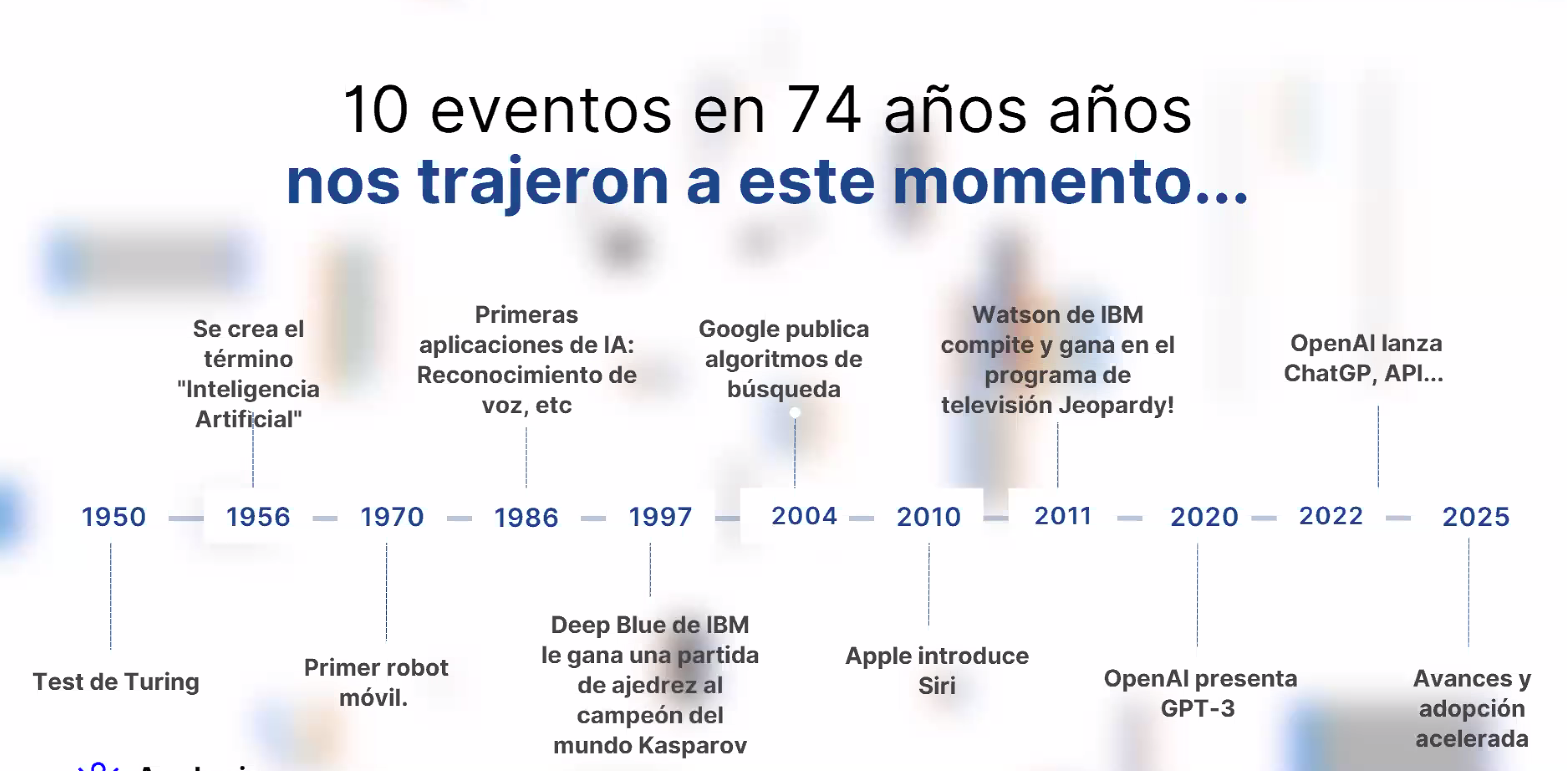 10 eventos en 74 años años
nos trajeron a este momento...
Se crea el
término
"Inteligencia
Artificial"
Primeras
aplicaciones de IA:
Reconocimiento de
voz, etc
Google publica
algoritmos de
búsqueda
Watson de IBM
compite y gana en el
programa de
televisión Jeopardy!
OpenAI lanza
ChatGP, API...
1950 1956 1970 1986 1997 2004 2010 2011 2020 2022 2025
Test de Turing
Primer robot
móvil.
Deep Blue de IBM
le gana una partida
de ajedrez al
campeón del
mundo Kasparov
Apple introduce
Siri
OpenAI presenta
GPT-3
Avances y
adopción
acelerada